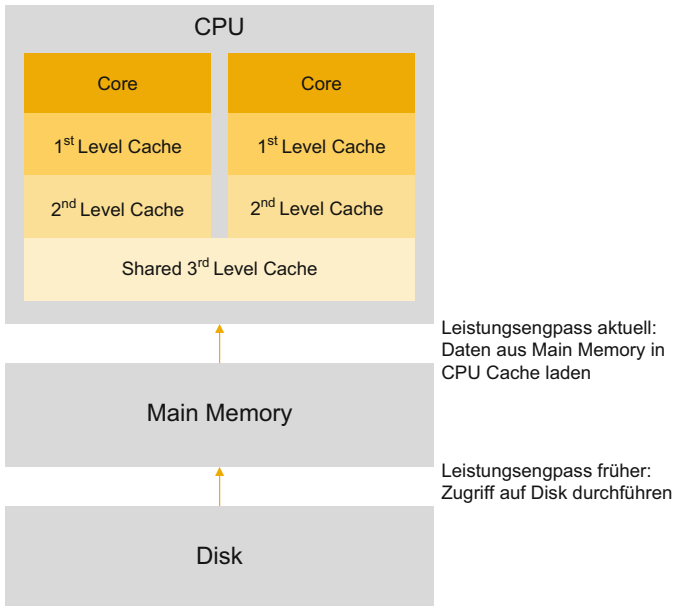 CPU
Core
Core
1st Level Cache
1st Level Cache
2nd Level Cache
2nd Level Cache
Shared 3rd Level Cache
Leistungsengpass aktuell:
Daten aus Main Memory in
CPU Cache laden
Main Memory
Leistungsengpass früher:
Zugriff auf Disk durchführen
Disk